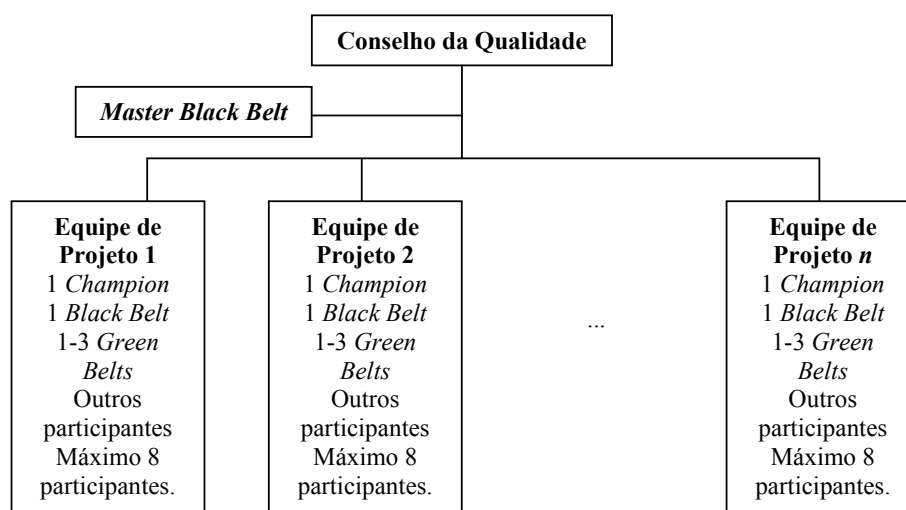 Conselho da Qualidade
Master Black Belt
Equipe de
Projeto 1
1 Champion
1 Black Belt
1-3 Green
Belts
Outros
participantes
Máximo 8
participantes.
Equipe de
Projeto 2
1 Champion
1 Black Belt
1-3 Green
Belts
Outros
participantes
Máximo 8
participantes.
...
Equipe de
Projeto n
1 Champion
1 Black Belt
1-3 Green
Belts
Outros
participantes
Máximo 8
participantes.